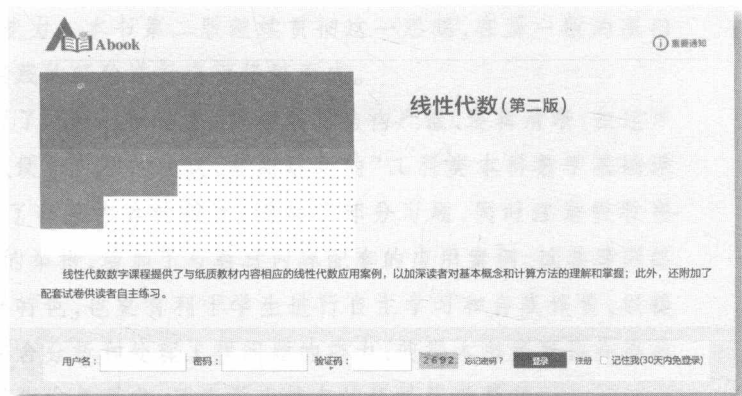 Abook
重要通知
线性代数(第二版)
线性代数数字课程提供了与纸质教材内容相应的线性代数应用案例，以加深读者对基本概念和计算方法的理解和掌握；此外，还附加了
配套试卷供读者自主练习。
用户名： 密码： 验证码： 2692 忘记密码？ 登录 注册 记住我(30天内免登录)